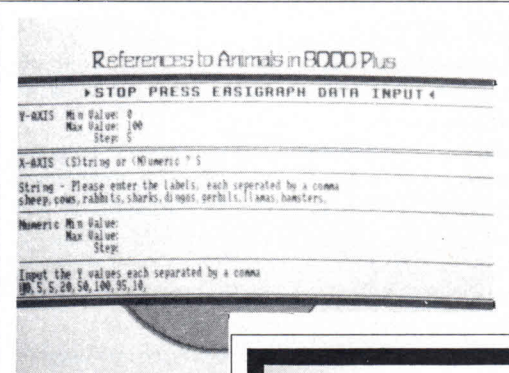 References to Animals in 8000 Plus
▸STOP PRESS EASIGRAPH DATA INPUT◂
Y-AXIS Min Value: 0
Max Value: 100
Step: 5
X-AXIS (S)tring or (N)umeric ? S
String - Please enter the labels, each seperated by a comma
sheep,cows,rabbits,sharks,dingos,gerbils,llamas,hamsters,
Numeric Min Value:
Max Value:
Step:
Input the Y values each separated by a comma
5,5,20,50,100,95,10,